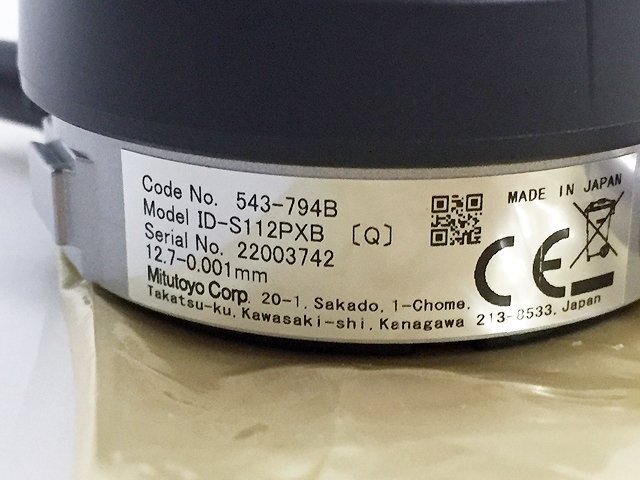 Code No. 543-794B
Model ID-S112PXB [Q]
Serial No. 22003742
12.7-0.001mm
Mitutoyo Corp. 20-1, Sakado, 1-Chome,
Takatsu-ku, Kawasaki-shi, Kanagawa 213-8533, Japan
MADE IN JAPAN
CE